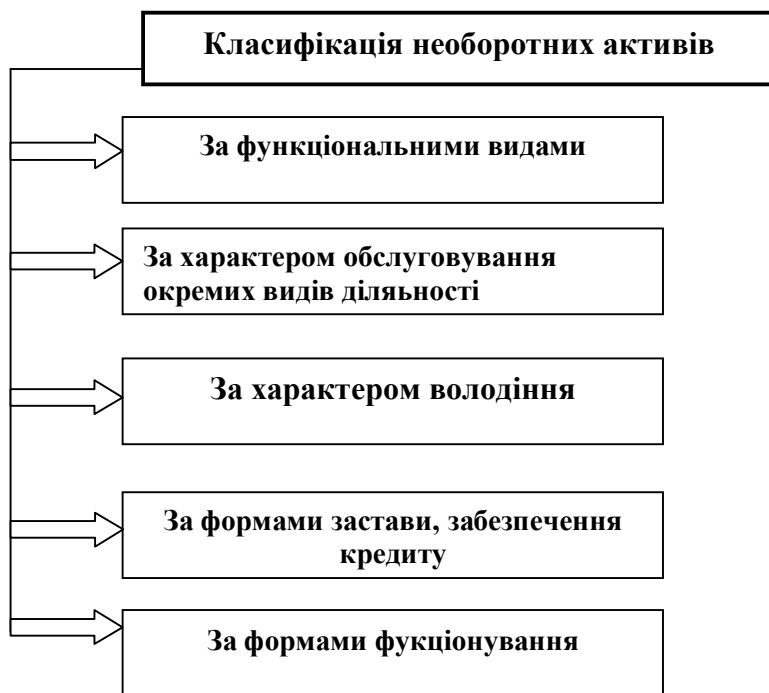 Класифікація необоротних активів
За функціональними видами
За характером обслуговування
окремих видів діляьності
За характером володіння
За формами застави, забезпечення
кредиту
За формами фукціонування